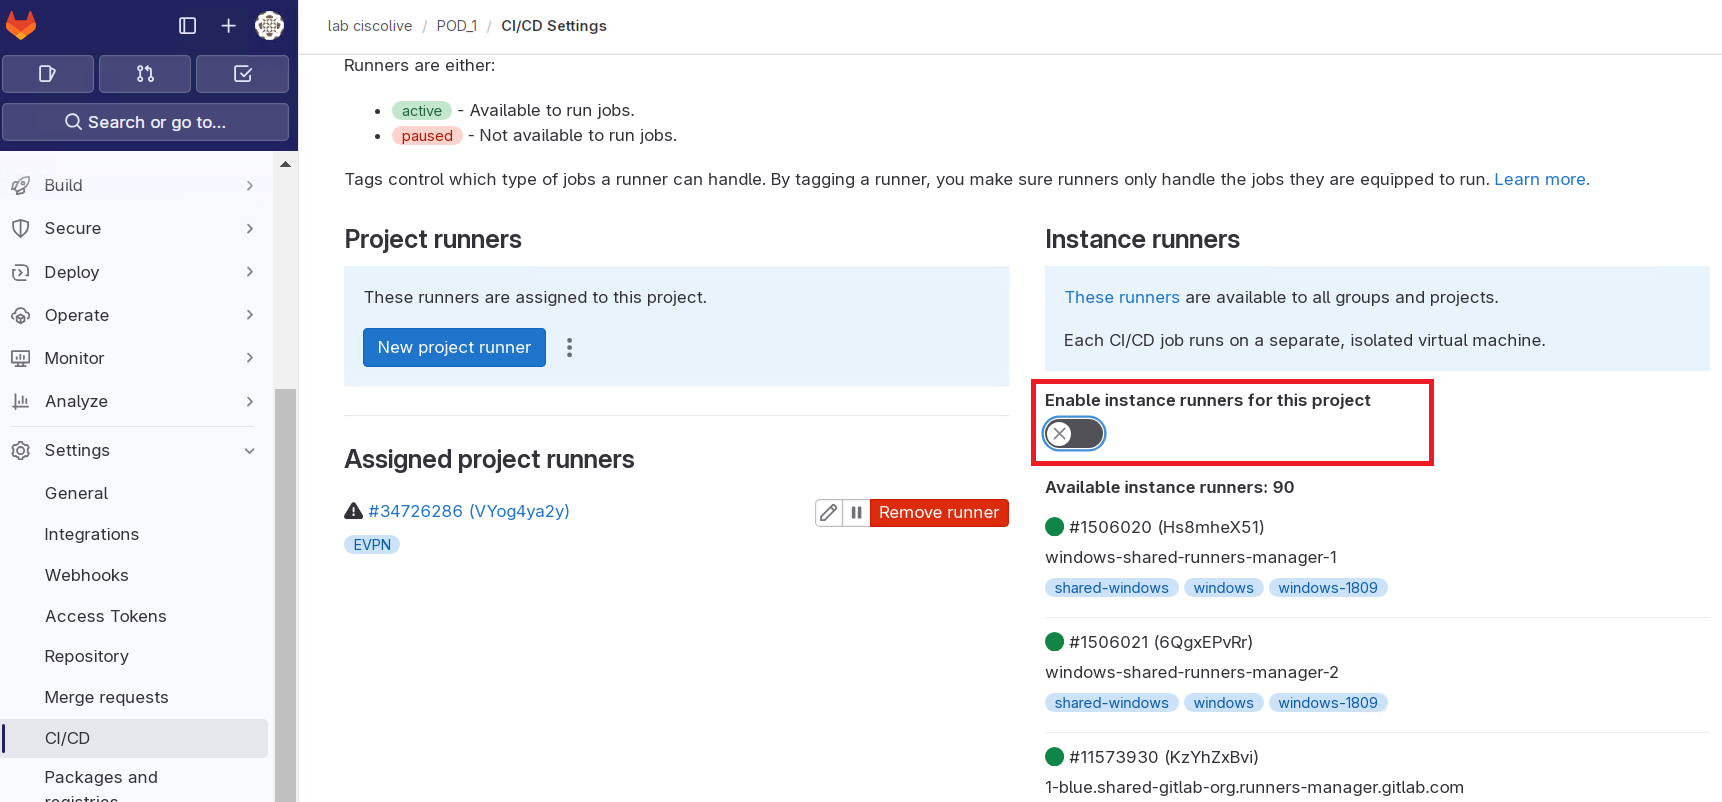 lab ciscolive / POD_1 / CI/CD Settings
Search or go to...
Build
Secure
Deploy
Operate
Monitor
Analyze
Settings
General
Integrations
Webhooks
Access Tokens
Repository
Merge requests
CI/CD
Packages and
registries
Runners are either:
active - Available to run jobs.
paused - Not available to run jobs.
Tags control which type of jobs a runner can handle. By tagging a runner, you make sure runners only handle the jobs they are equipped to run. Learn more.
Project runners
These runners are assigned to this project.
New project runner
Assigned project runners
#34726286 (VYog4ya2y)
Remove runner
EVPN
Instance runners
These runners are available to all groups and projects.
Each CI/CD job runs on a separate, isolated virtual machine.
Enable instance runners for this project
Available instance runners: 90
#1506020 (Hs8mheX51)
windows-shared-runners-manager-1
shared-windows windows windows-1809
#1506021 (6QgxEPvRr)
windows-shared-runners-manager-2
shared-windows windows windows-1809
#11573930 (KzYhZxBvi)
1-blue.shared-gitlab-org.runners-manager.gitlab.com